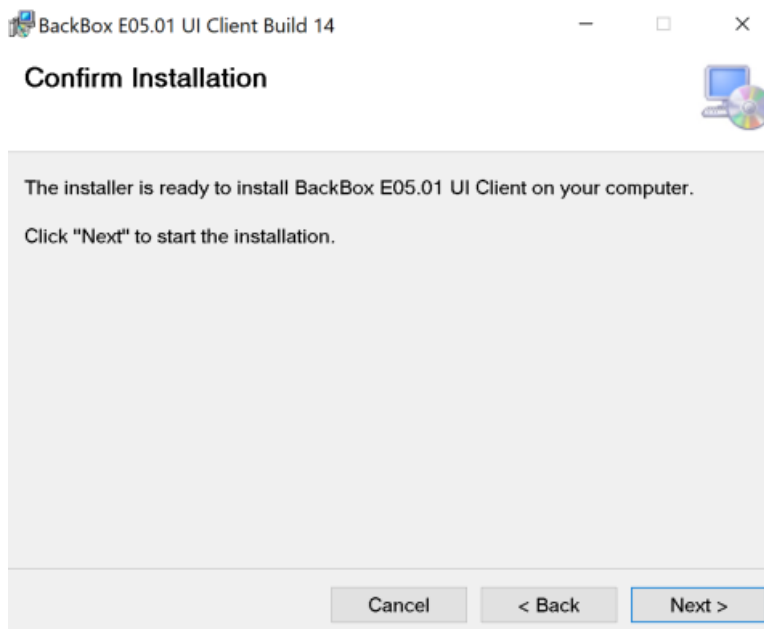 BackBox E05.01 UI Client Build 14
Confirm Installation
The installer is ready to install BackBox E05.01 UI Client on your computer.
Click "Next" to start the installation.
Cancel
< Back
Next >